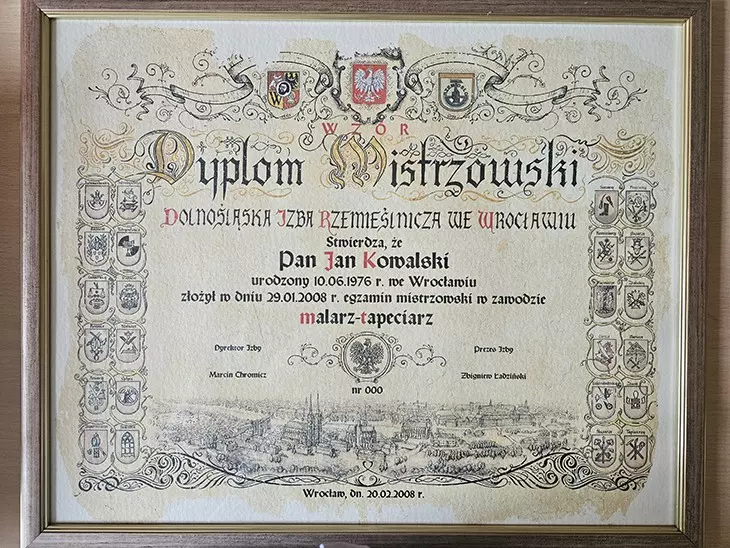 WZÓR
Dyplom Mistrzowski
Dolnośląska Izba Rzemieślnicza we Wrocławiu
Stwierdza, że
Pan Jan Kowalski
urodzony 10.06.1976 r. we Wrocławiu
złożył w dniu 29.01.2008 r. egzamin mistrzowski w zawodzie
malarz-tapeciarz
Dyrektor Izby
Prezes Izby
Marcin Chromicz
Zbigniew Ładziński
nr 000
Wrocław, dn. 20.02.2008 r.